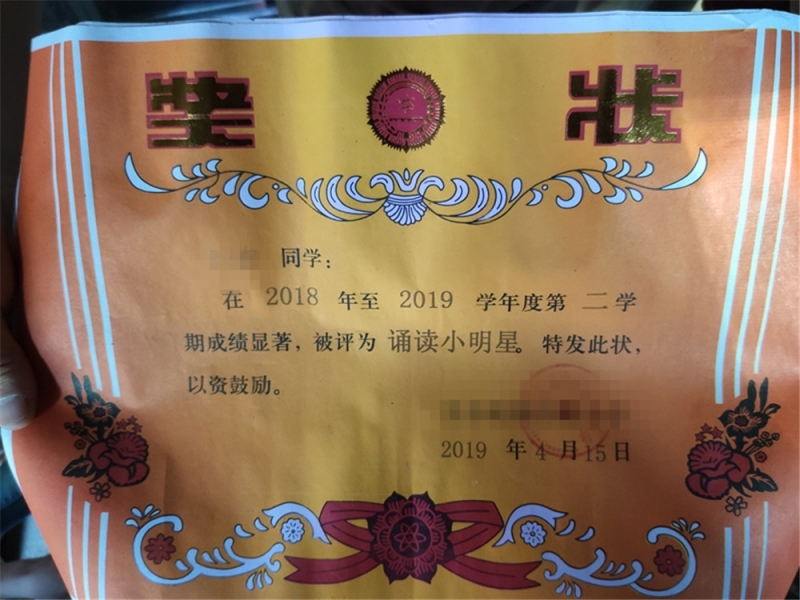 奖状
同学：
在 2018 年至 2019 学年度第 二 学
期成绩显著，被评为 诵读小明星。特发此状，
以资鼓励。
2019 年 4 月 15 日